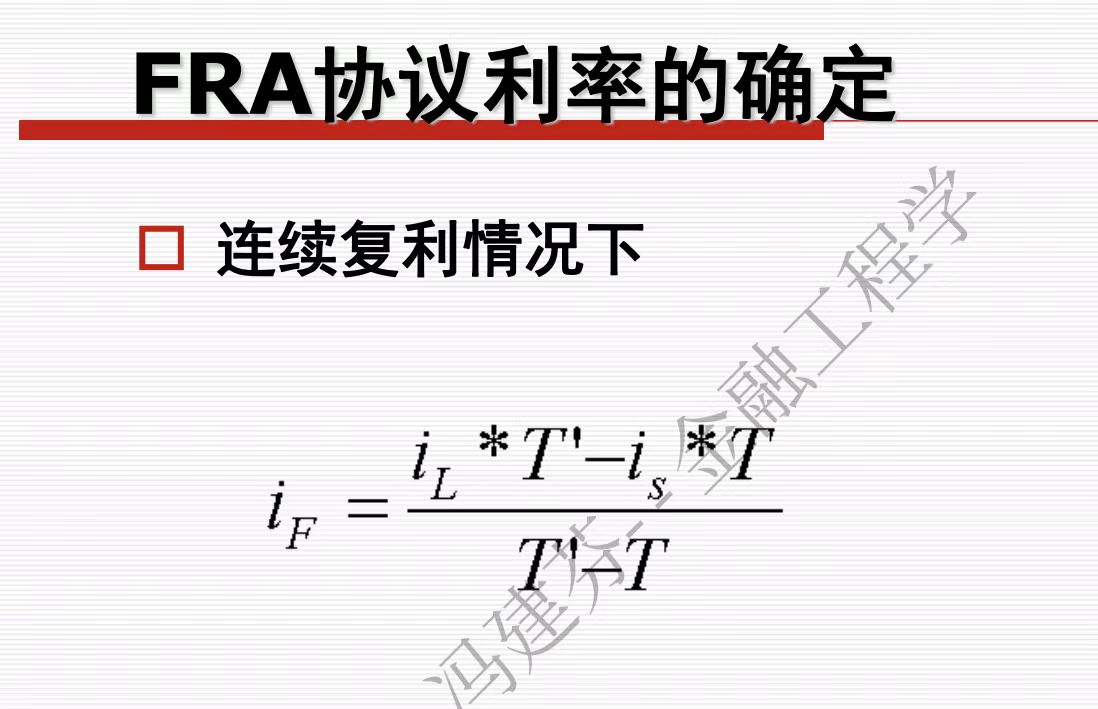 FRA协议利率的确定
连续复利情况下
i_F = (i_L * T' − i_s * T) / (T' − T)
冯建芬--金融工程学